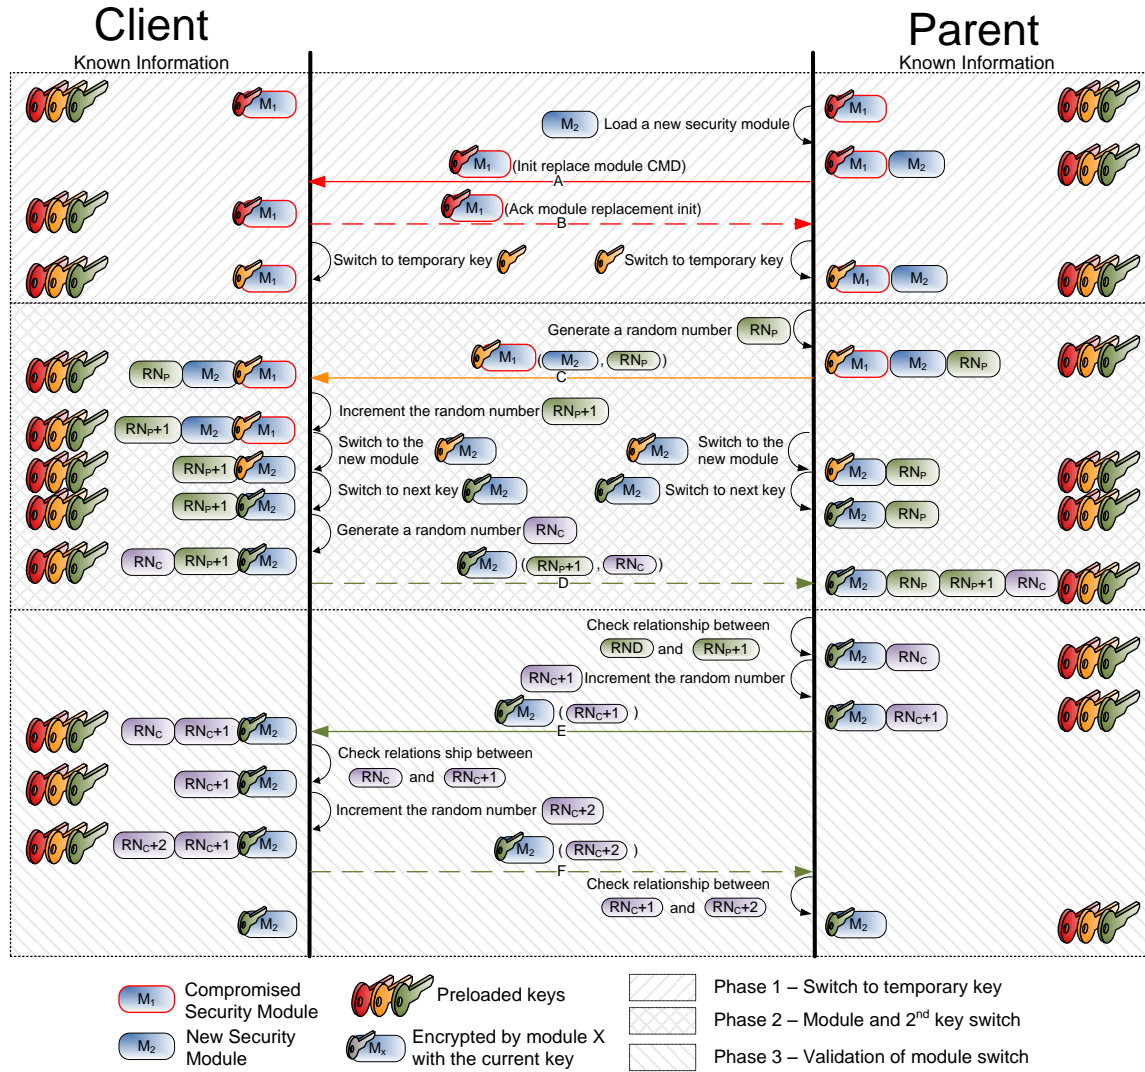 Client
Parent
Known Information
Known Information
M1
M1
M2 Load a new security module
M1 (Init replace module CMD)
M1 M2
A
M1
M1 (Ack module replacement init)
B
Switch to temporary key
Switch to temporary key
M1
M1 M2
Generate a random number RNP
M1 ( M2 , RNP )
RNP M2 M1
M1 M2 RNP
C
Increment the random number RNP+1
RNP+1 M2 M1
Switch to the
new module
M2
M2
Switch to the
new module
RNP+1 M2
M2 RNP
Switch to next key M2
M2 Switch to next key
RNP+1 M2
M2 RNP
Generate a random number RNC
RNC RNP+1 M2
M2 ( RNP+1 , RNC )
D
M2 RNP RNP+1 RNC
Check relationship between
RND and RNP+1
M2 RNC
RNC+1 Increment the random number
M2 ( RNC+1 )
M2 RNC+1
RNC RNC+1 M2
E
Check relations ship between
RNC and RNC+1
RNC+1 M2
Increment the random number RNC+2
RNC+2 RNC+1 M2
M2 ( RNC+2 )
F
Check relationship between
RNC+1 and RNC+2
M2
M2
M1 Compromised
Security Module
Preloaded keys
Phase 1 – Switch to temporary key
M2 New Security
Module
Mx Encrypted by module X
with the current key
Phase 2 – Module and 2nd key switch
Phase 3 – Validation of module switch